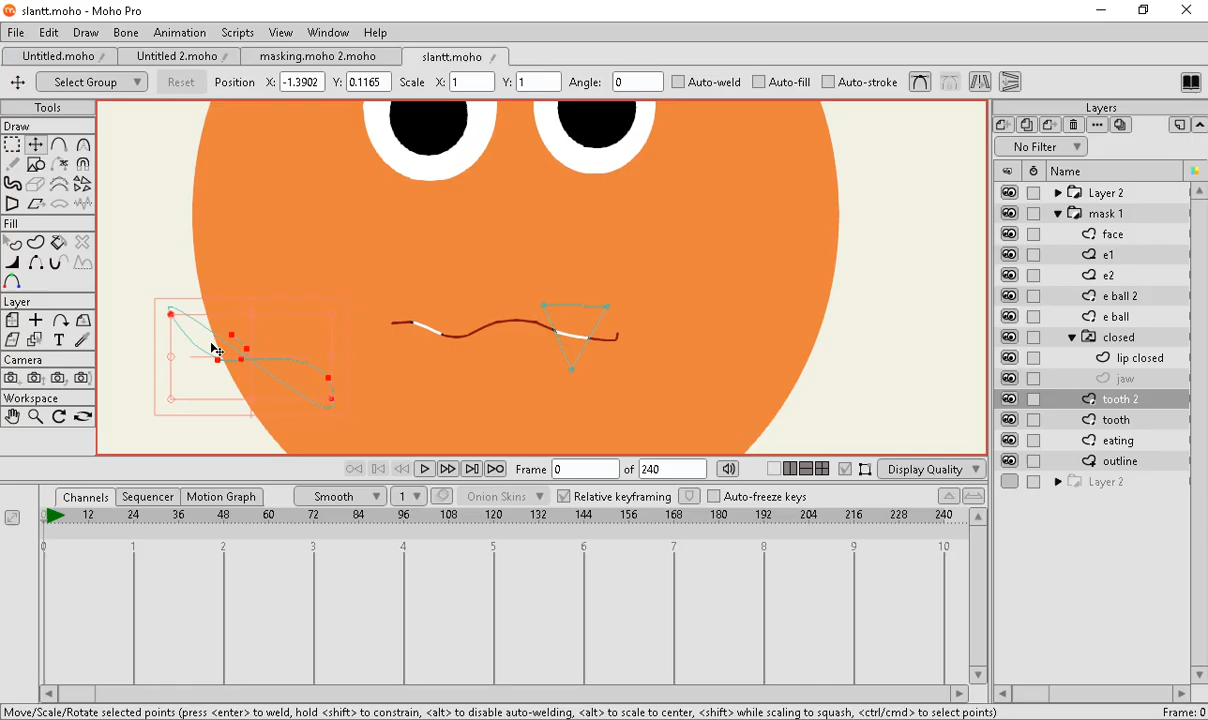 slantt.moho - Moho Pro
File Edit Draw Bone Animation Scripts View Window Help
Untitled.moho Untitled 2.moho masking.moho 2.moho slantt.moho
Select Group Reset Position X: -1.3902 Y: 0.1165 Scale X: 1 Y: 1 Angle: 0 Auto-weld Auto-fill Auto-stroke
Tools
Draw
Fill
Layer
Camera
Workspace
Layers
No Filter
Name
Layer 2
mask 1
face
e1
e2
e ball 2
e ball
closed
lip closed
jaw
tooth 2
tooth
eating
outline
Layer 2
Frame 0 of 240 Display Quality
Channels Sequencer Motion Graph Smooth 1 Onion Skins Relative keyframing Auto-freeze keys
0 12 24 36 48 60 72 84 96 108 120 132 144 156 168 180 192 204 216 228 240
0 1 2 3 4 5 6 7 8 9 10
Move/Scale/Rotate selected points (press <enter> to weld, hold <shift> to constrain, <alt> to disable auto-welding, <alt> to scale to center, <shift> while scaling to squash, <ctrl/cmd> to select points) Frame: 0